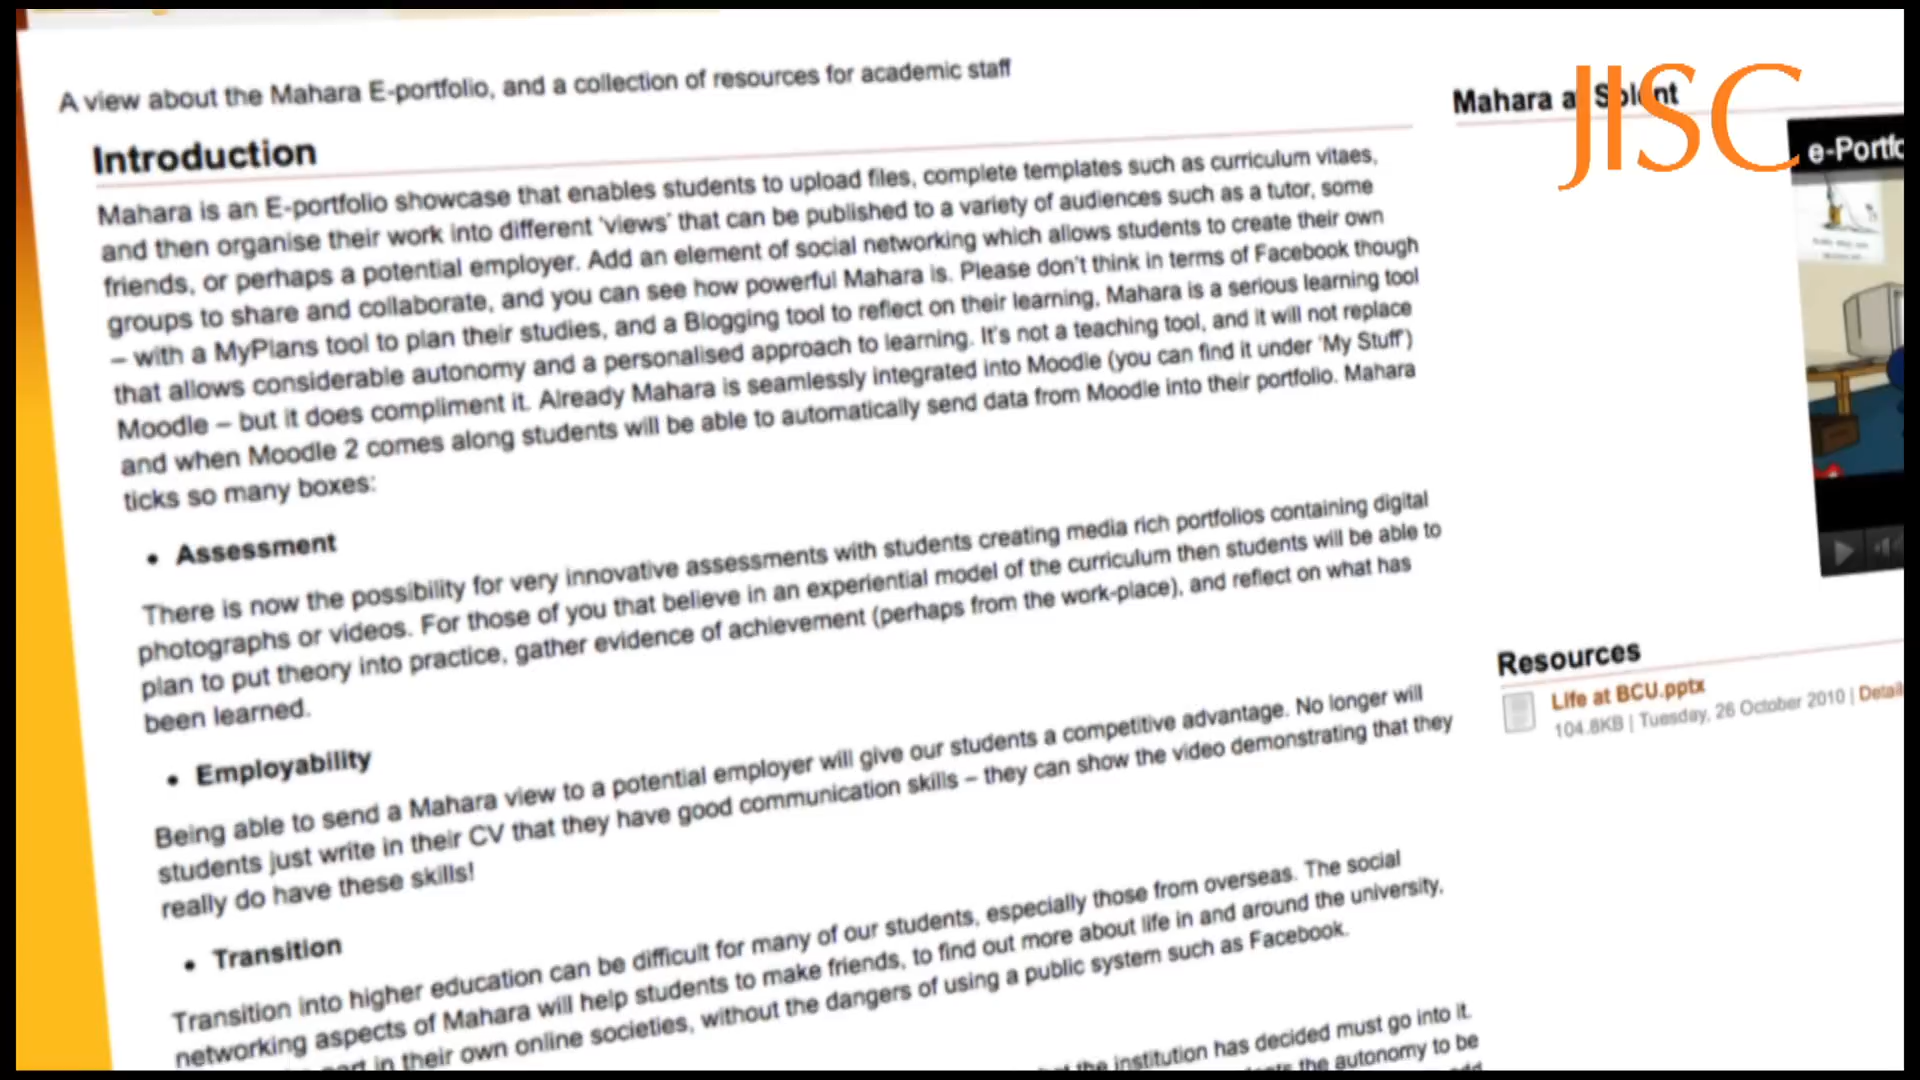 A view about the Mahara E-portfolio, and a collection of resources for academic staff
Introduction
Mahara is an E-portfolio showcase that enables students to upload files, complete templates such as curriculum vitaes,
and then organise their work into different 'views' that can be published to a variety of audiences such as a tutor, some
friends, or perhaps a potential employer. Add an element of social networking which allows students to create their own
groups to share and collaborate, and you can see how powerful Mahara is. Please don't think in terms of Facebook though
– with a MyPlans tool to plan their studies, and a Blogging tool to reflect on their learning, Mahara is a serious learning tool
that allows considerable autonomy and a personalised approach to learning. It's not a teaching tool, and it will not replace
Moodle – but it does compliment it. Already Mahara is seamlessly integrated into Moodle (you can find it under 'My Stuff')
and when Moodle 2 comes along students will be able to automatically send data from Moodle into their portfolio. Mahara
ticks so many boxes:
• Assessment
There is now the possibility for very innovative assessments with students creating media rich portfolios containing digital
photographs or videos. For those of you that believe in an experiential model of the curriculum then students will be able to
plan to put theory into practice, gather evidence of achievement (perhaps from the work-place), and reflect on what has
been learned.
• Employability
Being able to send a Mahara view to a potential employer will give our students a competitive advantage. No longer will
students just write in their CV that they have good communication skills – they can show the video demonstrating that they
really do have these skills!
• Transition
Transition into higher education can be difficult for many of our students, especially those from overseas. The social
networking aspects of Mahara will help students to make friends, to find out more about life in and around the university,
in their own online societies, without the dangers of using a public system such as Facebook.
the institution has decided must go into it.
the autonomy to be
Mahara at Solent
JISC
e-Portfo
Resources
Life at BCU.pptx
104.8KB | Tuesday, 26 October 2010 | Detail